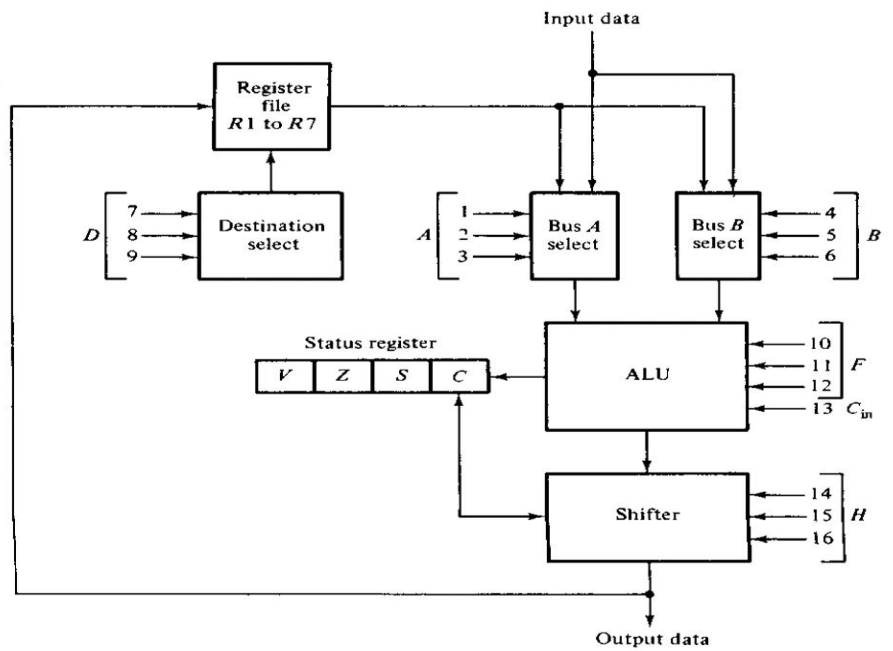 Input data
Register
file
R1 to R7
D
7
8
9
Destination
select
A
1
2
3
Bus A
select
Bus B
select
4
5
6
B
Status register
V Z S C
ALU
10
11
12
F
13 Cin
Shifter
14
15
16
H
Output data